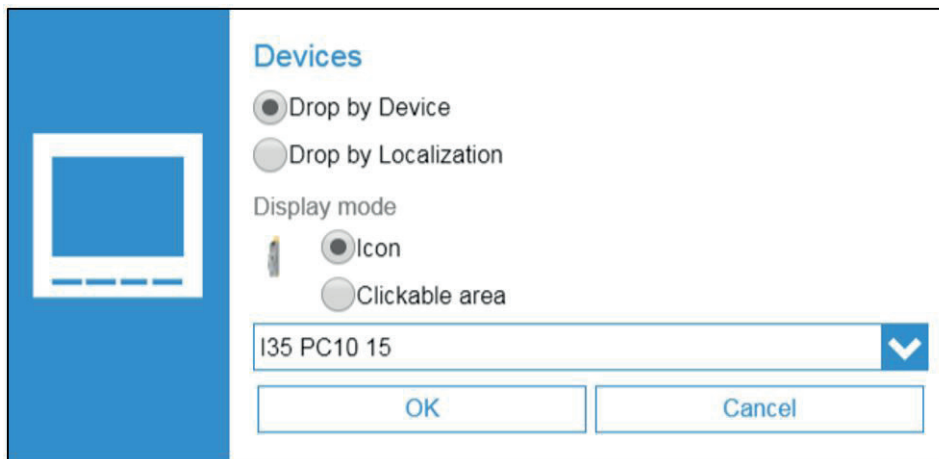 Devices
Drop by Device
Drop by Localization
Display mode
Icon
Clickable area
I35 PC10 15
OK
Cancel